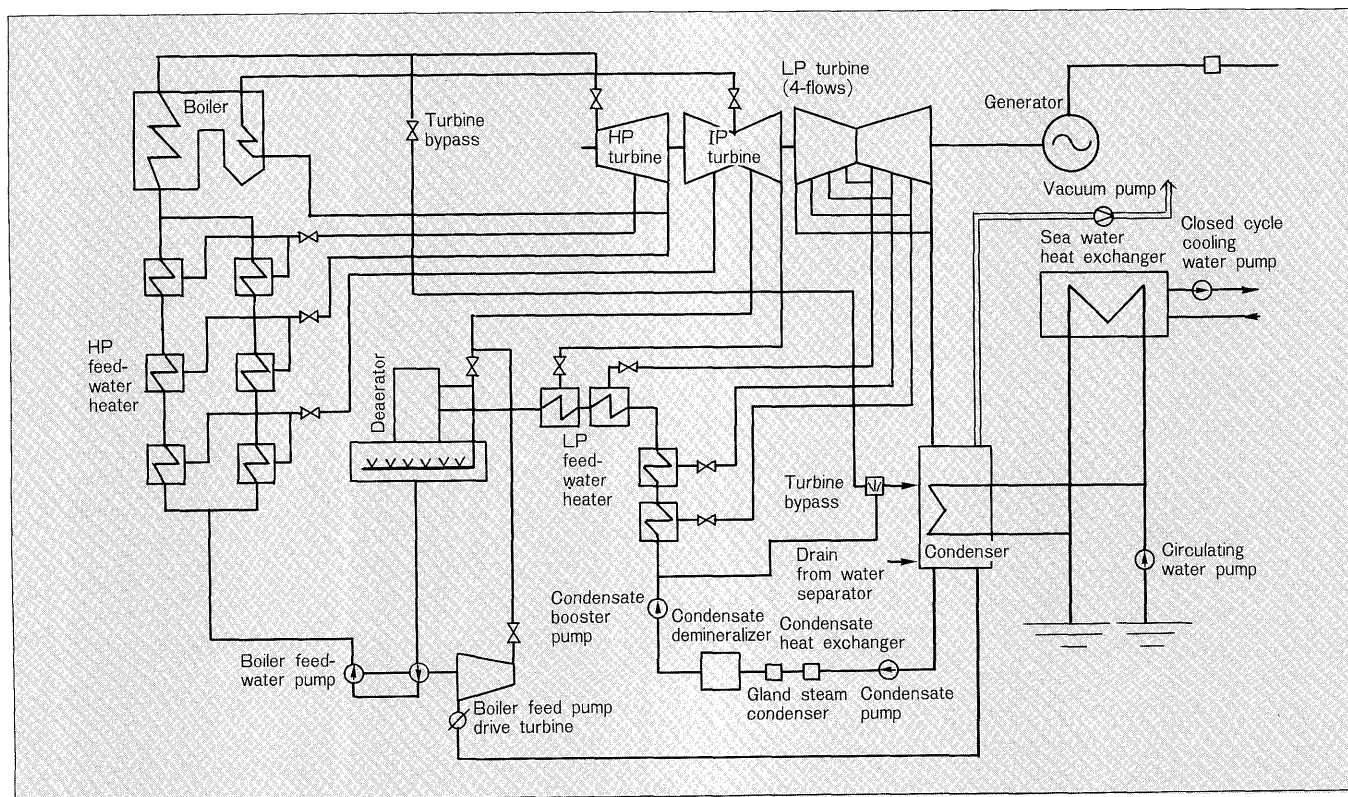 Boiler
Turbine
bypass
HP
turbine
IP
turbine
LP turbine
(4-flows)
Generator
Vacuum pump
Sea water
heat exchanger
Closed cycle
cooling
water pump
HP
feed-
water
heater
Deaerator
LP
feed-
water
heater
Turbine
bypass
Condenser
Drain
from water
separator
Circulating
water pump
Condensate
booster
pump
Condensate
demineralizer
Condensate
heat exchanger
Gland steam
condenser
Condensate
pump
Boiler feed-
water pump
Boiler feed pump
drive turbine